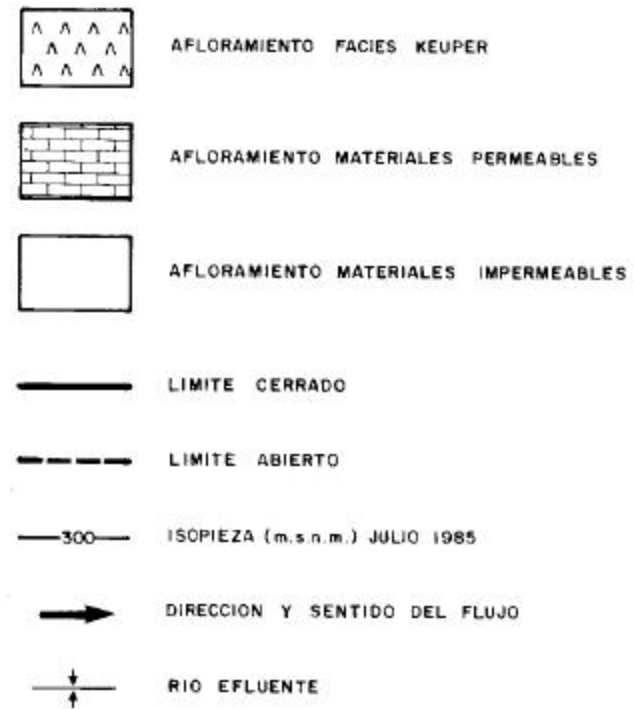 AFLORAMIENTO FACIES KEUPER
AFLORAMIENTO MATERIALES PERMEABLES
AFLORAMIENTO MATERIALES IMPERMEABLES
LIMITE CERRADO
LIMITE ABIERTO
300 ISOPIEZA (m.s.n.m.) JULIO 1985
DIRECCION Y SENTIDO DEL FLUJO
RIO EFLUENTE